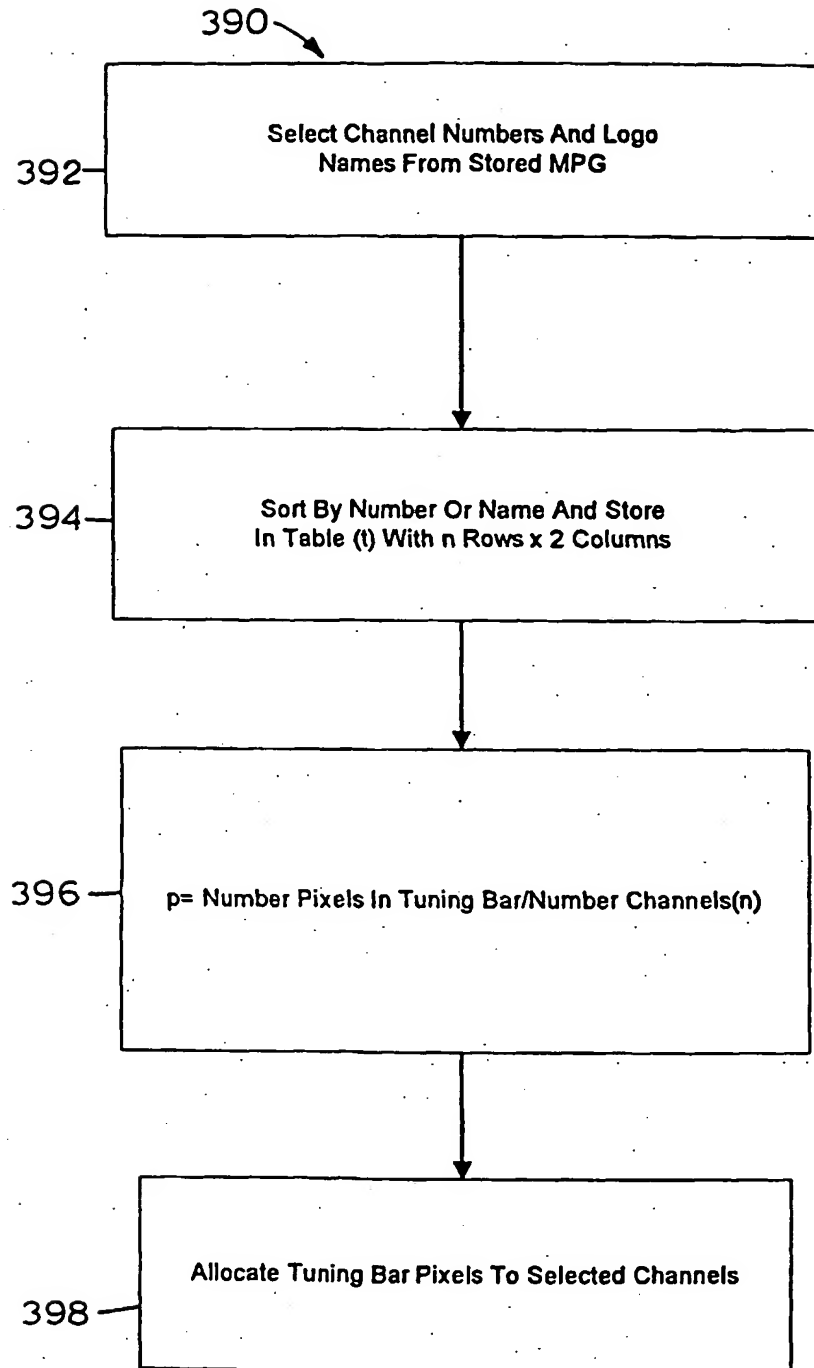 390
Select Channel Numbers And Logo
Names From Stored MPG
392
Sort By Number Or Name And Store
In Table (t) With n Rows x 2 Columns
394
p= Number Pixels In Tuning Bar/Number Channels(n)
396
Allocate Tuning Bar Pixels To Selected Channels
398